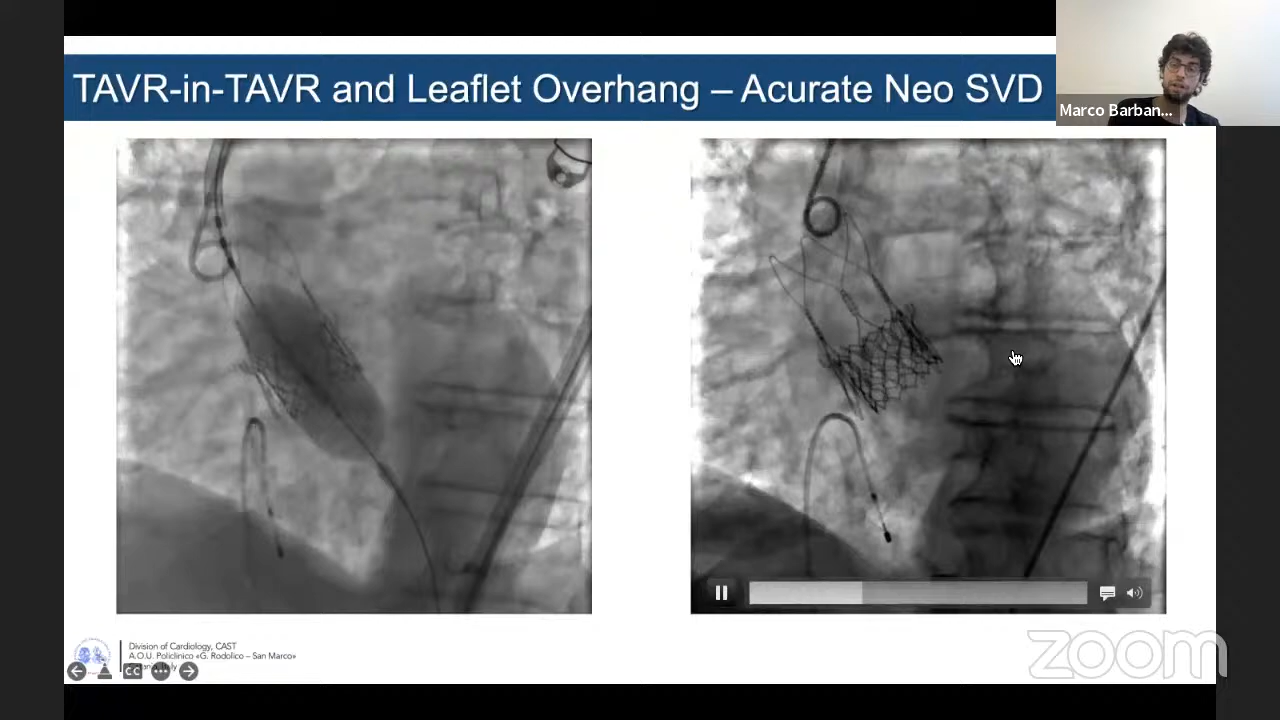 TAVR-in-TAVR and Leaflet Overhang – Acurate Neo SVD
Marco Barban...
Division of Cardiology, CAST
A.O.U. Policlinico «G. Rodolico – San Marco»
CC
zoom